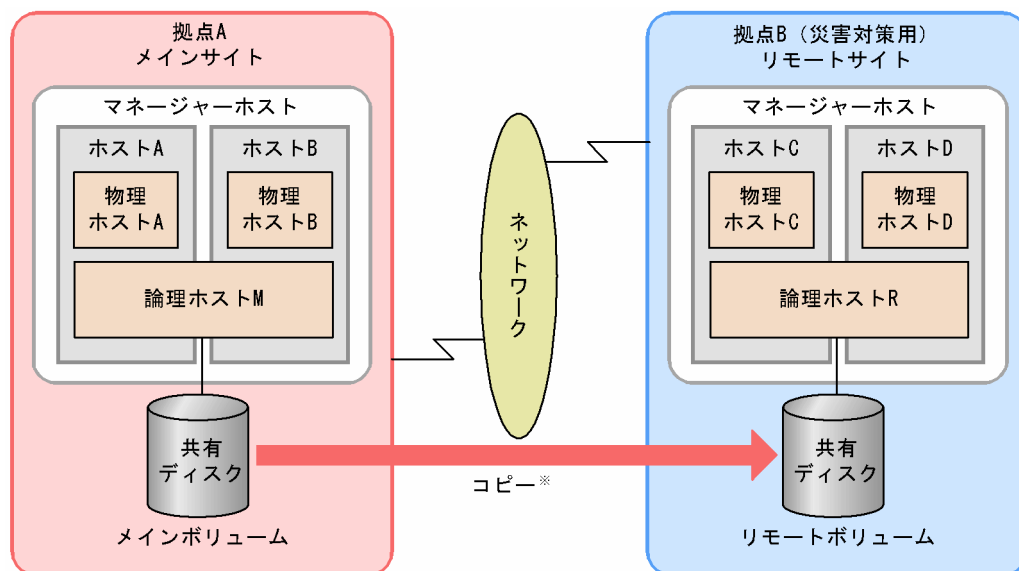 拠点A
メインサイト
マネージャーホスト
ホストA
ホストB
物理
ホストA
物理
ホストB
論理ホストM
共有
ディスク
メインボリューム
ネットワーク
コピー※
拠点B（災害対策用）
リモートサイト
マネージャーホスト
ホストC
ホストD
物理
ホストC
物理
ホストD
論理ホストR
共有
ディスク
リモートボリューム